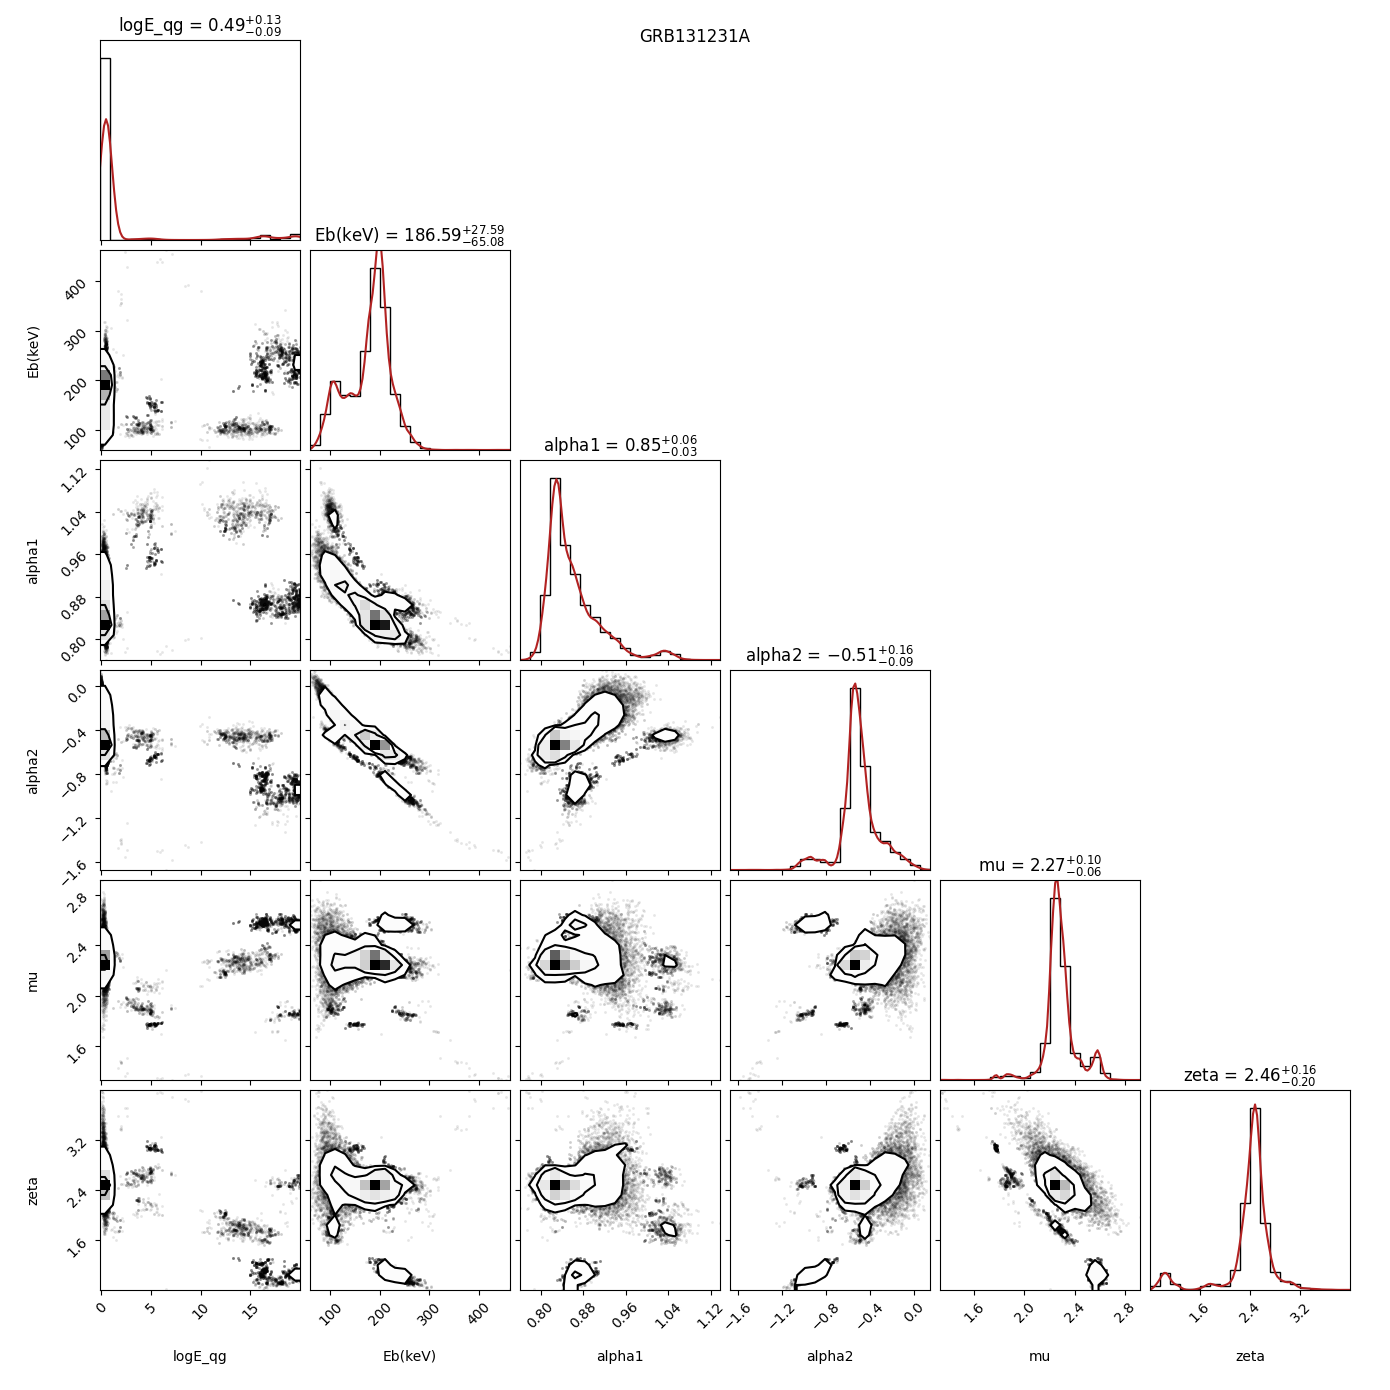 GRB131231A
logE_qg = 0.49+0.13 −0.09
Eb(keV) = 186.59+27.59 −65.08
Eb(keV)
400
300
200
100
alpha1 = 0.85+0.06 −0.03
alpha1
1.12
1.04
0.96
0.88
0.80
alpha2 = −0.51+0.16 −0.09
alpha2
0.0
−0.4
−0.8
−1.2
−1.6
mu = 2.27+0.10 −0.06
mu
2.8
2.4
2.0
1.6
zeta = 2.46+0.16 −0.20
zeta
3.2
2.4
1.6
0 5 10 15 100 200 300 400 0.80 0.88 0.96 1.04 1.12 −1.6 −1.2 −0.8 −0.4 0.0 1.6 2.0 2.4 2.8 1.6 2.4 3.2
logE_qg Eb(keV) alpha1 alpha2 mu zeta